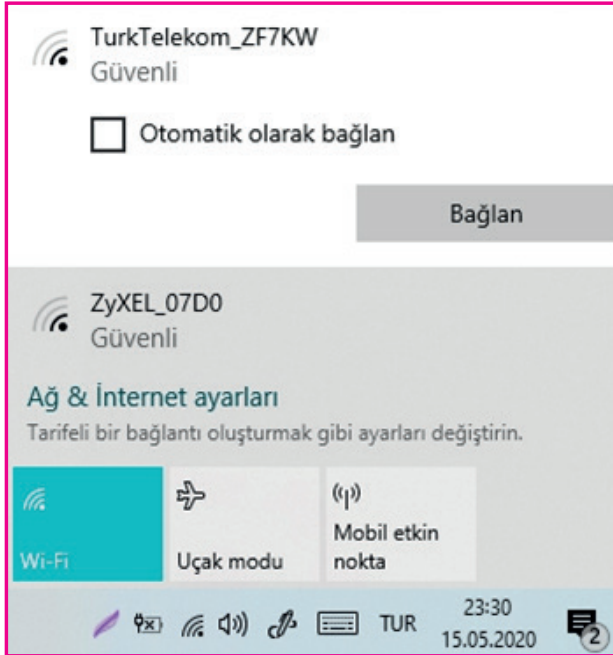 TurkTelekom_ZF7KW
Güvenli
Otomatik olarak bağlan
Bağlan
ZyXEL_07D0
Güvenli
Ağ & İnternet ayarları
Tarifeli bir bağlantı oluşturmak gibi ayarları değiştirin.
Wi-Fi
Uçak modu
Mobil etkin
nokta
TUR
23:30
15.05.2020
2